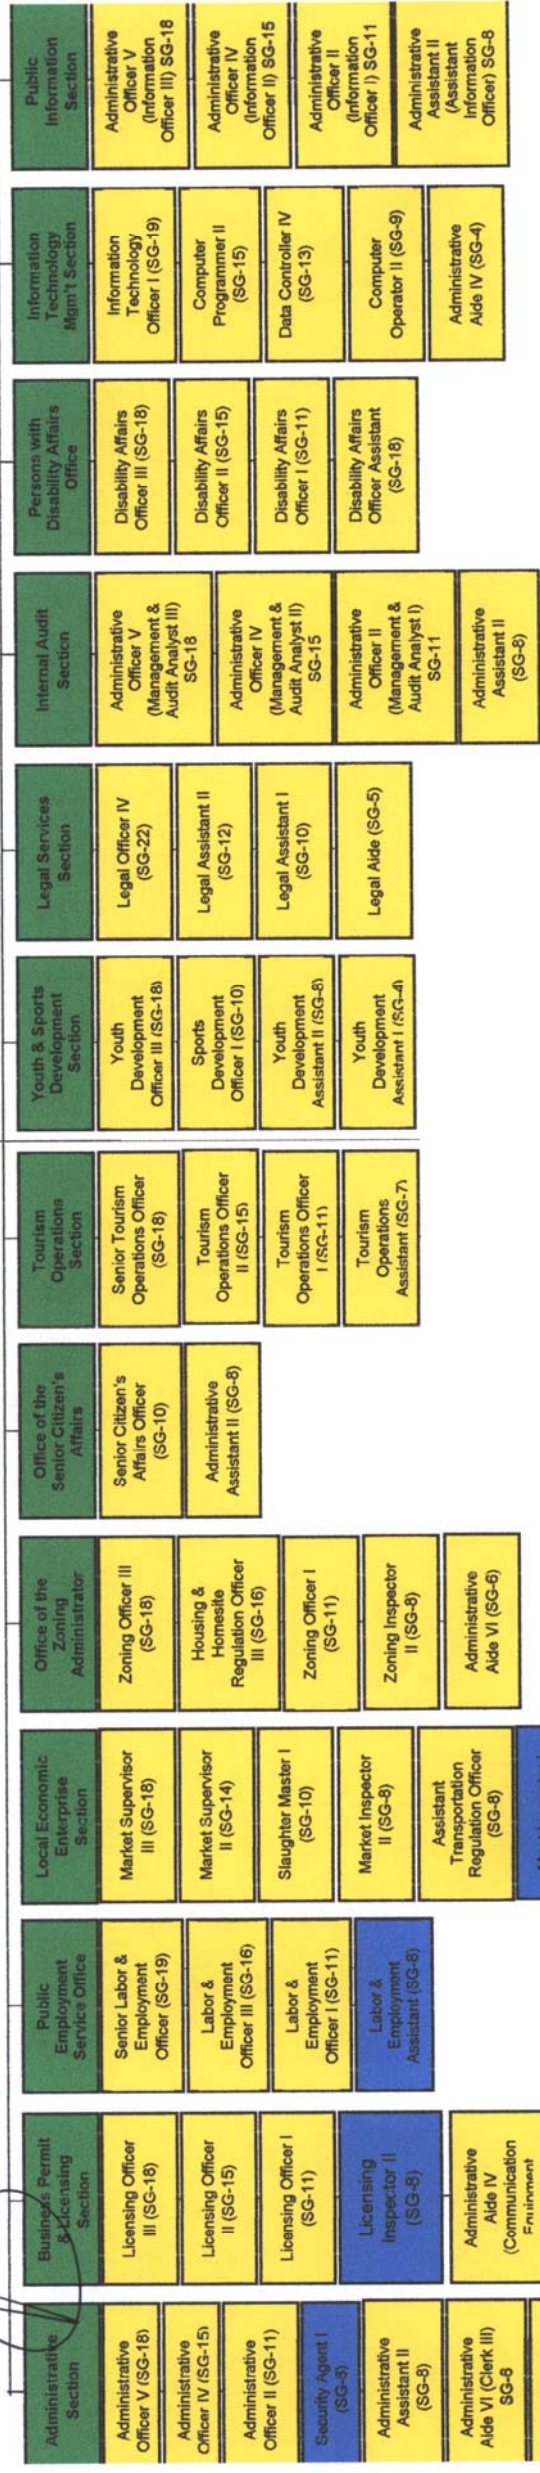 Administrative
Section
Administrative
Officer V (SG-18)
Administrative
Officer IV (SG-15)
Administrative
Officer II (SG-11)
Security Agent I
(SG-8)
Administrative
Assistant II
(SG-8)
Administrative
Aide VI (Clerk III)
SG-6
Business Permit
& Licensing
Section
Licensing Officer
III (SG-18)
Licensing Officer
II (SG-15)
Licensing Officer I
(SG-11)
Licensing
Inspector II
(SG-8)
Administrative
Aide IV
(Communication
Equipment
Public
Employment
Service Office
Senior Labor &
Employment
Officer (SG-19)
Labor &
Employment
Officer III (SG-16)
Labor &
Employment
Officer I (SG-11)
Labor &
Employment
Assistant (SG-8)
Local Economic
Enterprise
Section
Market Supervisor
III (SG-18)
Market Supervisor
II (SG-14)
Slaughter Master I
(SG-10)
Market Inspector
II (SG-8)
Assistant
Transportation
Regulation Officer
(SG-8)
Office of the
Zoning
Administrator
Zoning Officer III
(SG-18)
Housing &
Homesite
Regulation Officer
III (SG-16)
Zoning Officer I
(SG-11)
Zoning Inspector
II (SG-8)
Administrative
Aide VI (SG-6)
Office of the
Senior Citizen's
Affairs
Senior Citizen's
Affairs Officer
(SG-10)
Administrative
Assistant II (SG-8)
Tourism
Operations
Section
Senior Tourism
Operations Officer
(SG-18)
Tourism
Operations Officer
II (SG-15)
Tourism
Operations Officer
I (SG-11)
Tourism
Operations
Assistant (SG-7)
Youth & Sports
Development
Section
Youth
Development
Officer III (SG-18)
Sports
Development
Officer I (SG-10)
Youth
Development
Assistant II (SG-8)
Youth
Development
Assistant I (SG-4)
Legal Services
Section
Legal Officer IV
(SG-22)
Legal Assistant II
(SG-12)
Legal Assistant I
(SG-10)
Legal Aide (SG-5)
Internal Audit
Section
Administrative
Officer V
(Management &
Audit Analyst III)
SG-18
Administrative
Officer IV
(Management &
Audit Analyst II)
SG-15
Administrative
Officer II
(Management &
Audit Analyst I)
SG-11
Administrative
Assistant II
(SG-8)
Persons with
Disability Affairs
Office
Disability Affairs
Officer III (SG-18)
Disability Affairs
Officer II (SG-15)
Disability Affairs
Officer I (SG-11)
Disability Affairs
Officer Assistant
(SG-18)
Information
Technology
Mgm't Section
Information
Technology
Officer I (SG-19)
Computer
Programmer II
(SG-15)
Data Controller IV
(SG-13)
Computer
Operator II (SG-9)
Administrative
Aide IV (SG-4)
Public
Information
Section
Administrative
Officer V
(Information
Officer III) SG-18
Administrative
Officer IV
(Information
Officer II) SG-15
Administrative
Officer II
(Information
Officer I) SG-11
Administrative
Assistant II
(Assistant
Information
Officer) SG-8